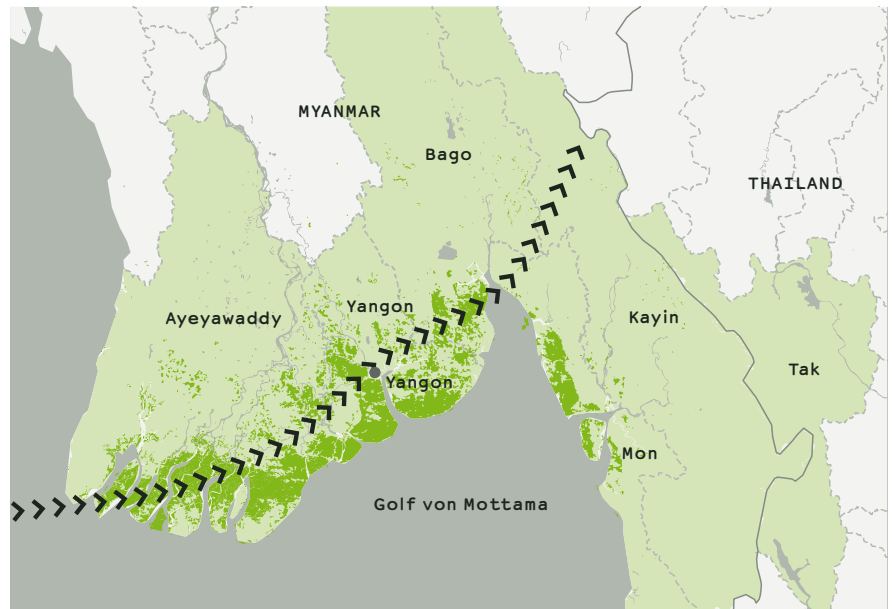 MYANMAR
Bago
THAILAND
Ayeyawaddy
Yangon
Kayin
Tak
Yangon
Mon
Golf von Mottama